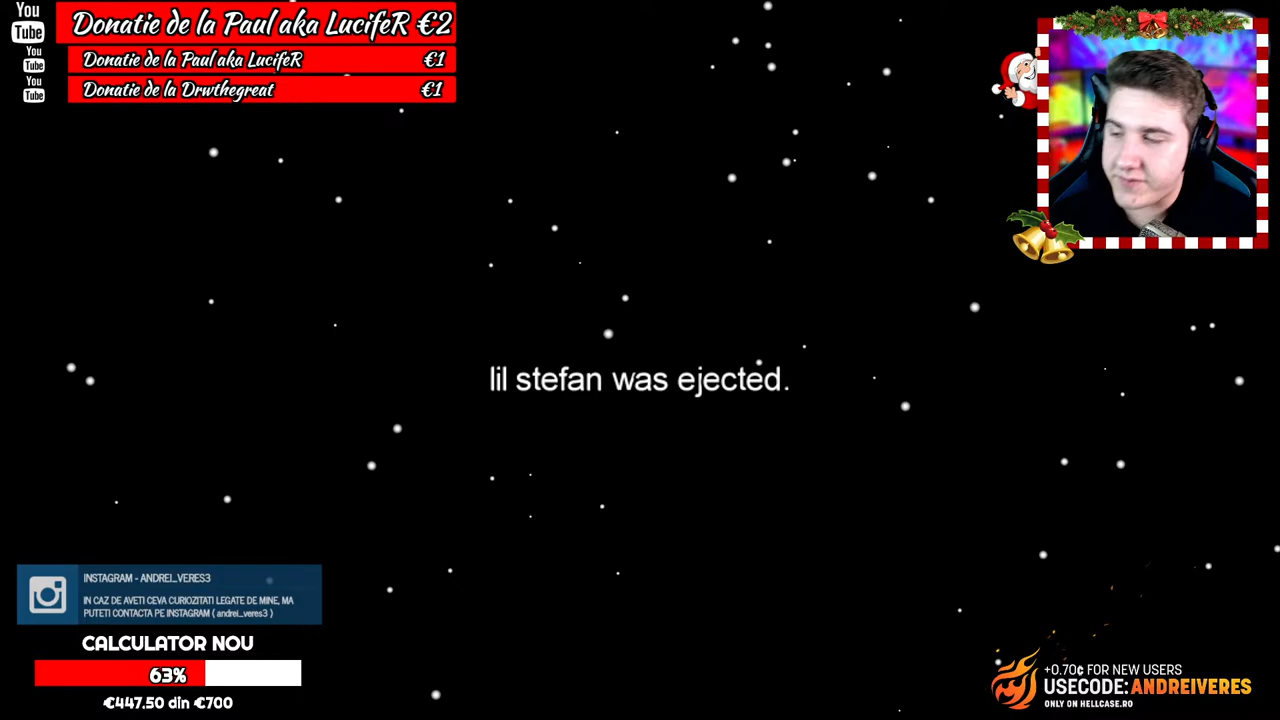 You
Tube
Donatie de la Paul aka LucifeR €2
You
Tube
Donatie de la Paul aka LucifeR €1
You
Tube
Donatie de la Drwthegreat €1
lil stefan was ejected.
INSTAGRAM - ANDREI_VERES3
IN CAZ DE AVETI CEVA CURIOZITATI LEGATE DE MINE, MA
PUTETI CONTACTA PE INSTAGRAM ( andrei_veres3 )
CALCULATOR NOU
63%
€447.50 din €700
+0.70¢ FOR NEW USERS
USECODE: ANDREIVERES
ONLY ON HELLCASE.RO